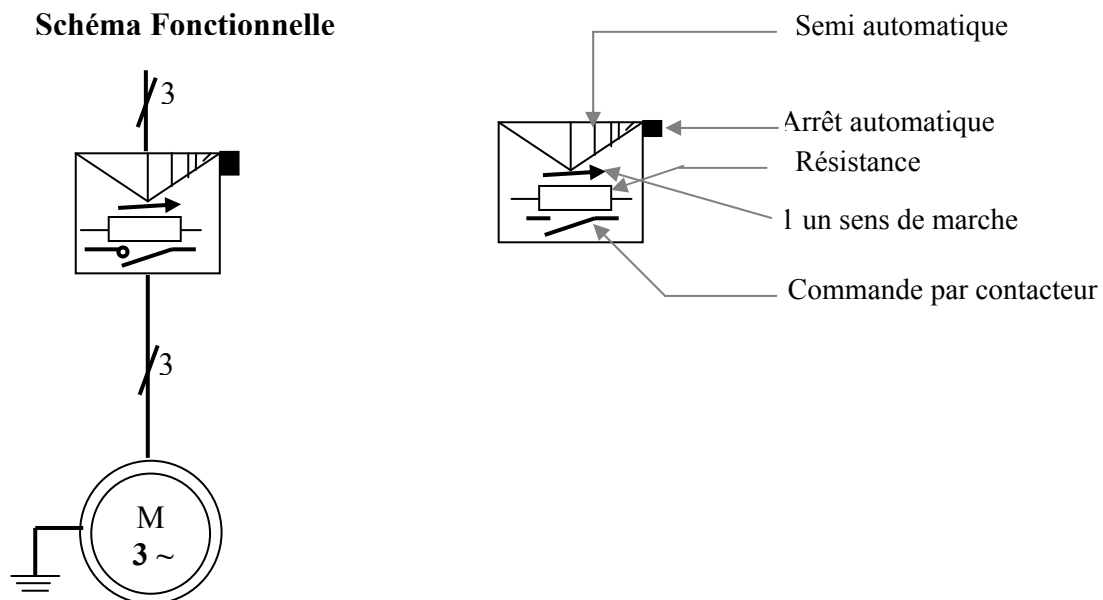 Schéma Fonctionnelle
3
3
M
3 ~
Semi automatique
Arrêt automatique
Résistance
1 un sens de marche
Commande par contacteur